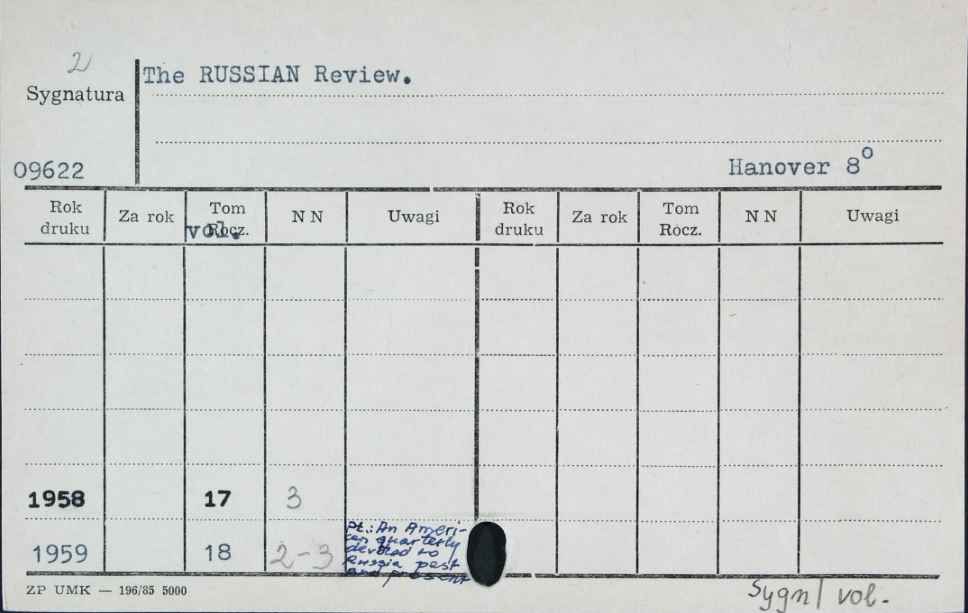 2
The RUSSIAN Review.
Sygnatura
09622
Hanover 8°
Rok druku Za rok Tom Rocz. vol. N N Uwagi Rok druku Za rok Tom Rocz. N N Uwagi
1958 17 3
1959 18 2-3
pt.: An Ameri-
can quarterly
devoted to
Russia past
and present
ZP UMK — 196/85 5000
Sygn/ vol.